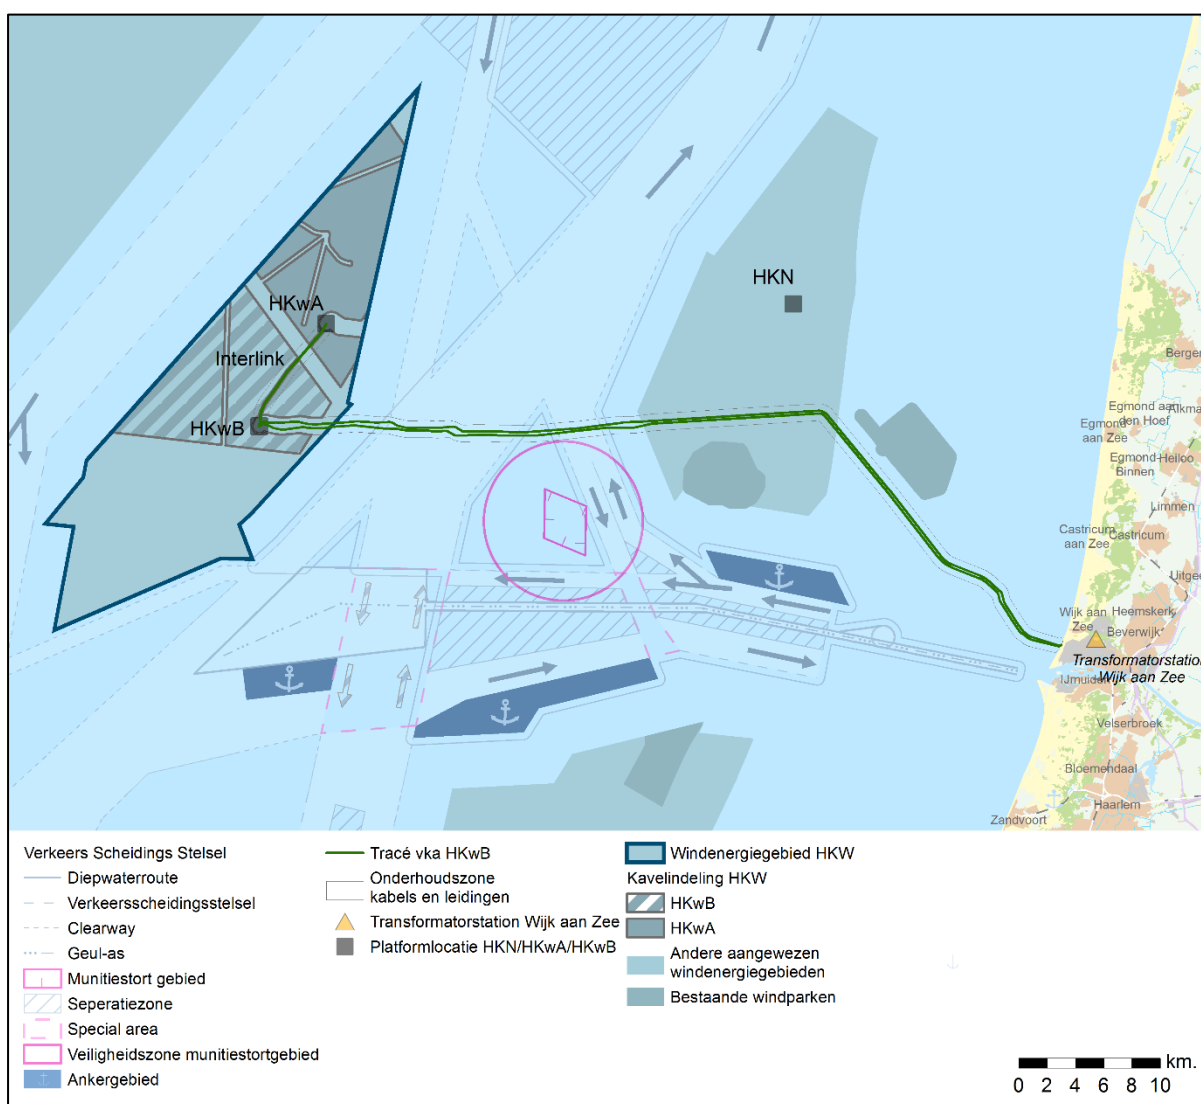 HKwA
HKN
Interlink
HKwB
Bergen
Egmond aan
den Hoef
Alkma
Egmond
aan Zee
Egmond-
Binnen
Heiloo
Limmen
Castricum
aan Zee
Castricum
Uitgee
Wijk aan
Zee
Heemskerk
Beverwijk
Transformatorstation
Wijk aan Zee
IJmuiden
Velserbroek
Bloemendaal
Haarlem
Zandvoort
Verkeers Scheidings Stelsel
Diepwaterroute
Verkeersscheidingsstelsel
Clearway
Geul-as
Munitiestort gebied
Seperatiezone
Special area
Veiligheidszone munitiestortgebied
Ankergebied
Tracé vka HKwB
Onderhoudszone
kabels en leidingen
Transformatorstation Wijk aan Zee
Platformlocatie HKN/HKwA/HKwB
Windenergiegebied HKW
Kavelindeling HKW
HKwB
HKwA
Andere aangewezen
windenergiegebieden
Bestaande windparken
km.
0 2 4 6 8 10